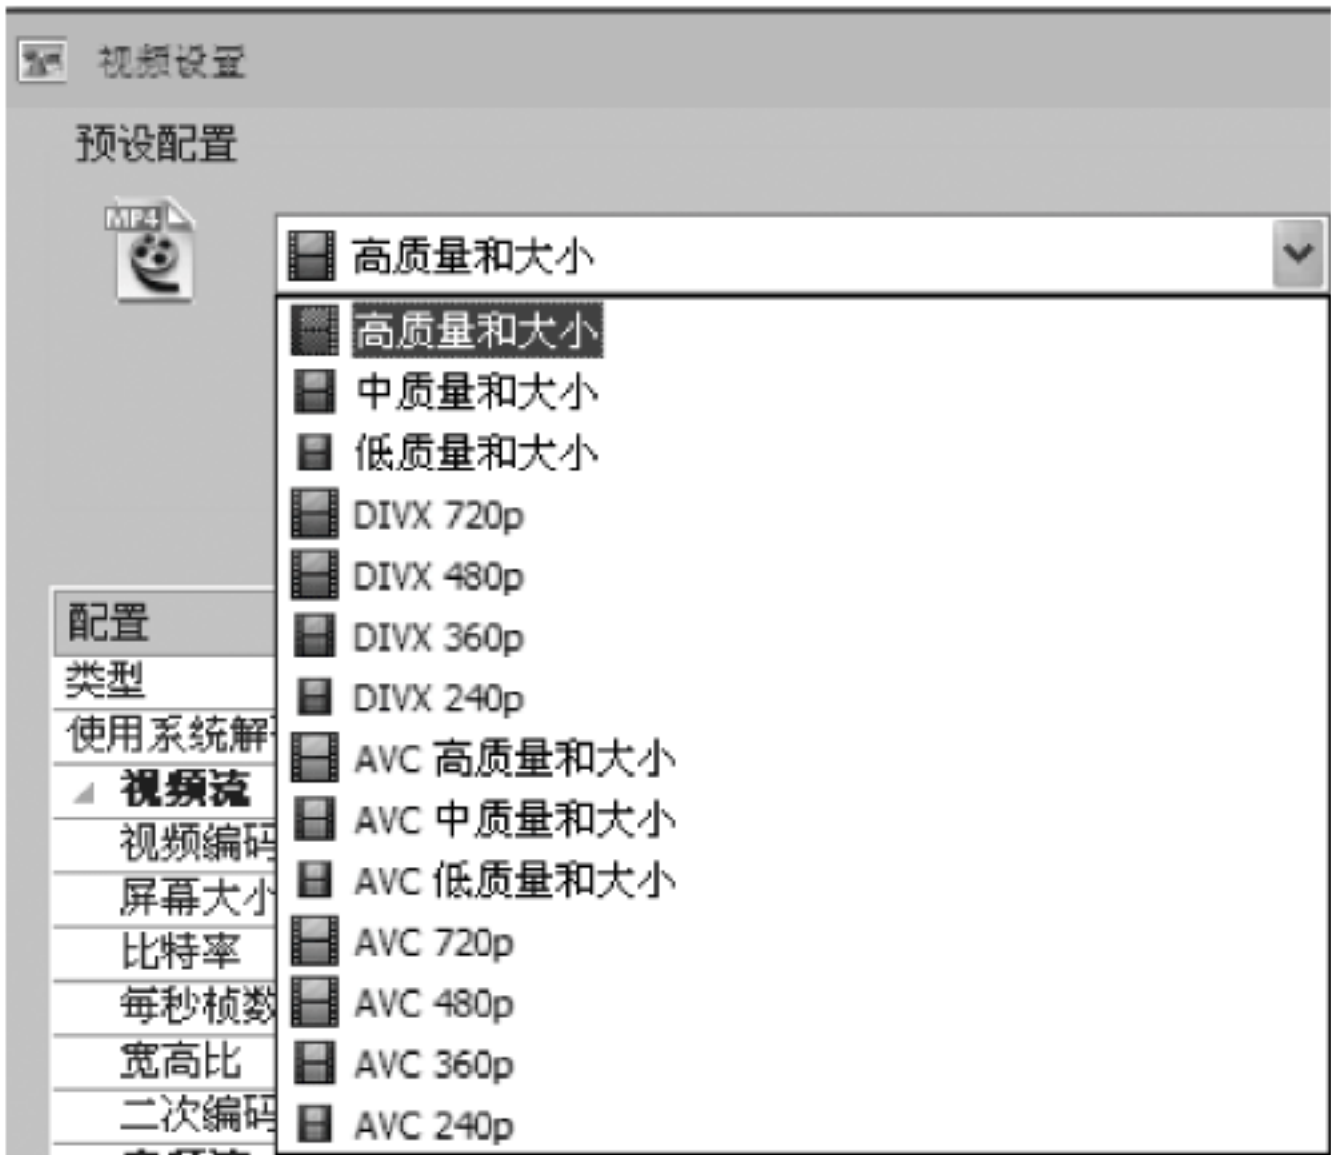 视频设置
预设配置
MP4
高质量和大小
高质量和大小
中质量和大小
低质量和大小
DIVX 720p
DIVX 480p
DIVX 360p
DIVX 240p
AVC 高质量和大小
AVC 中质量和大小
AVC 低质量和大小
AVC 720p
AVC 480p
AVC 360p
AVC 240p
配置
类型
使用系统解
视频流
视频编码
屏幕大小
比特率
每秒桢数
宽高比
二次编码